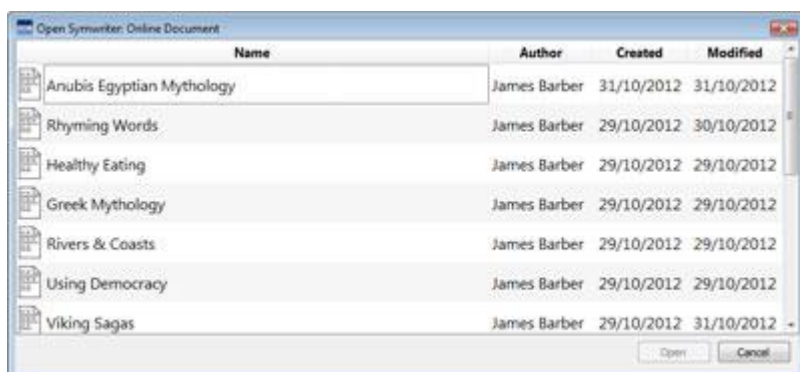 Open Symwriter: Online Document
Name Author Created Modified
Anubis Egyptian Mythology James Barber 31/10/2012 31/10/2012
Rhyming Words James Barber 29/10/2012 30/10/2012
Healthy Eating James Barber 29/10/2012 29/10/2012
Greek Mythology James Barber 29/10/2012 29/10/2012
Rivers & Coasts James Barber 29/10/2012 29/10/2012
Using Democracy James Barber 29/10/2012 29/10/2012
Viking Sagas James Barber 29/10/2012 31/10/2012
Open Cancel